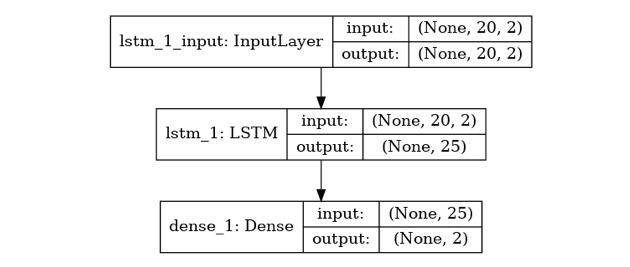 lstm_1_input: InputLayer
input: (None, 20, 2)
output: (None, 20, 2)
lstm_1: LSTM
input: (None, 20, 2)
output: (None, 25)
dense_1: Dense
input: (None, 25)
output: (None, 2)